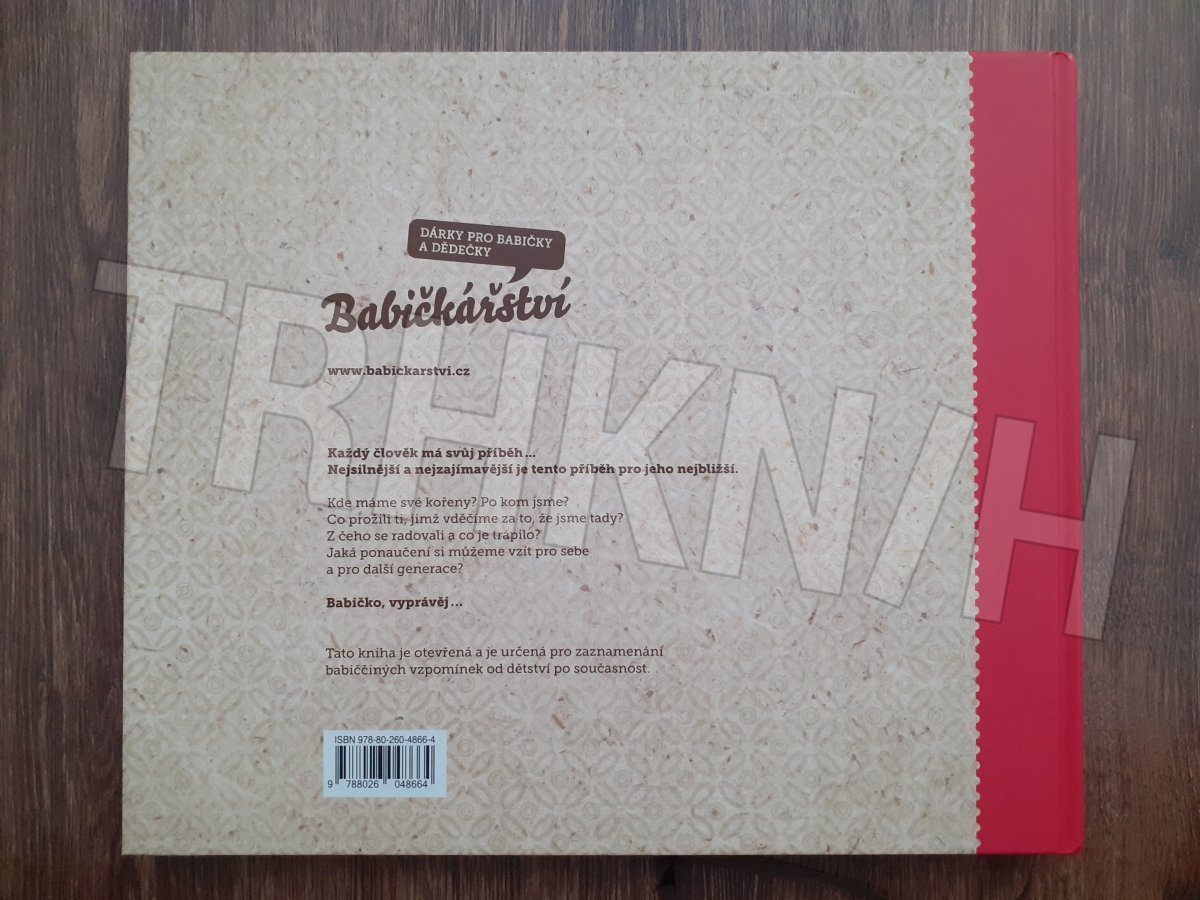 DÁRKY PRO BABIČKY
A DĚDEČKY
Babičkářství
www.babickarstvi.cz
Každý člověk má svůj příběh...
Nejsilnější a nejzajímavější je tento příběh pro jeho nejbližší.
Kde máme své kořeny? Po kom jsme?
Co prožili ti, jimž vděčíme za to, že jsme tady?
Z čeho se radovali a co je trápilo?
Jaká ponaučení si můžeme vzít pro sebe
a pro další generace?
Babičko, vyprávěj...
Tato kniha je otevřená a je určená pro zaznamenání
babiččiných vzpomínek od dětství po současnost.
ISBN 978-80-260-4866-4
9 788026 048664
TRHKNIH